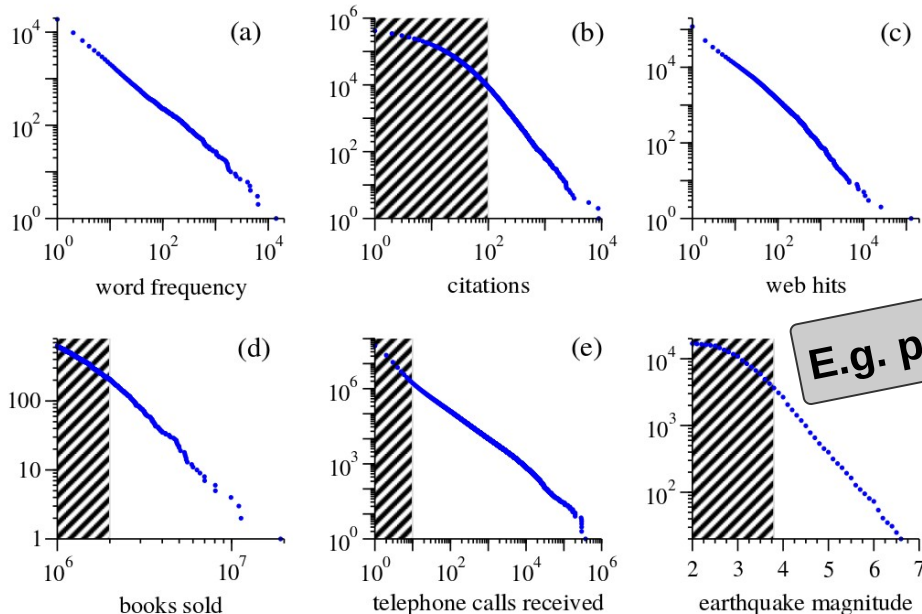 (a)
10^4
10^2
10^0
10^0 10^2 10^4
word frequency
(b)
10^6
10^4
10^2
10^0
10^0 10^2 10^4
citations
(c)
10^4
10^2
10^0
10^0 10^2 10^4
web hits
(d)
100
10
1
10^6 10^7
books sold
(e)
10^6
10^3
10^0
10^0 10^2 10^4 10^6
telephone calls received
E.g. p
10^4
10^3
10^2
2 3 4 5 6 7
earthquake magnitude